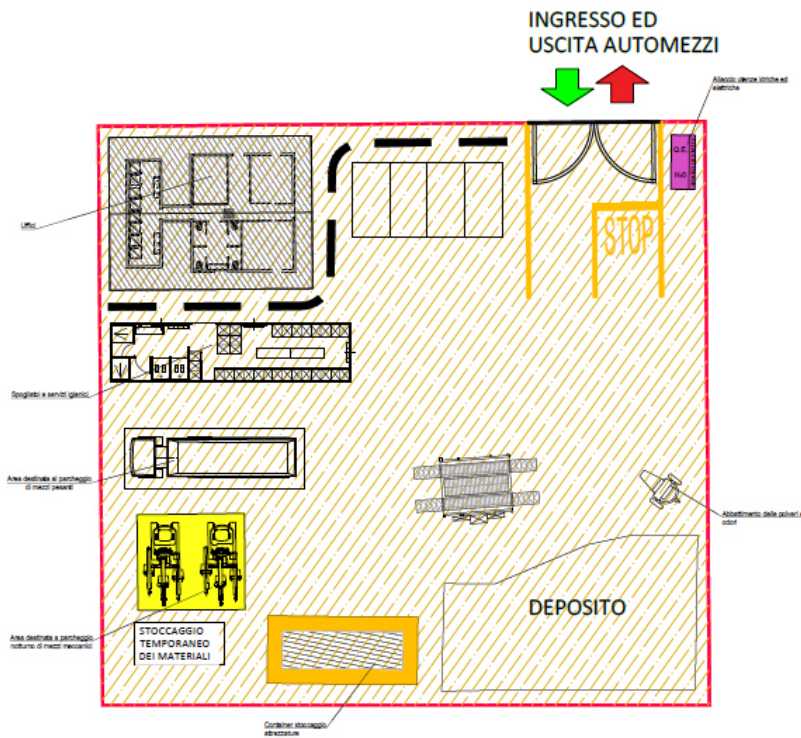 INGRESSO ED
USCITA AUTOMEZZI
Allaccio utenze idriche ed
elettriche
Q.E.
H2O
STOP
Uffici
Spogliatoi e servizi igienici
Area destinata al parcheggio
di mezzi pesanti
Abbattimento delle polveri e
odori
DEPOSITO
Area destinata a parcheggio
notturno di mezzi meccanici
STOCCAGGIO
TEMPORANEO
DEI MATERIALI
Container stoccaggio
attrezzature